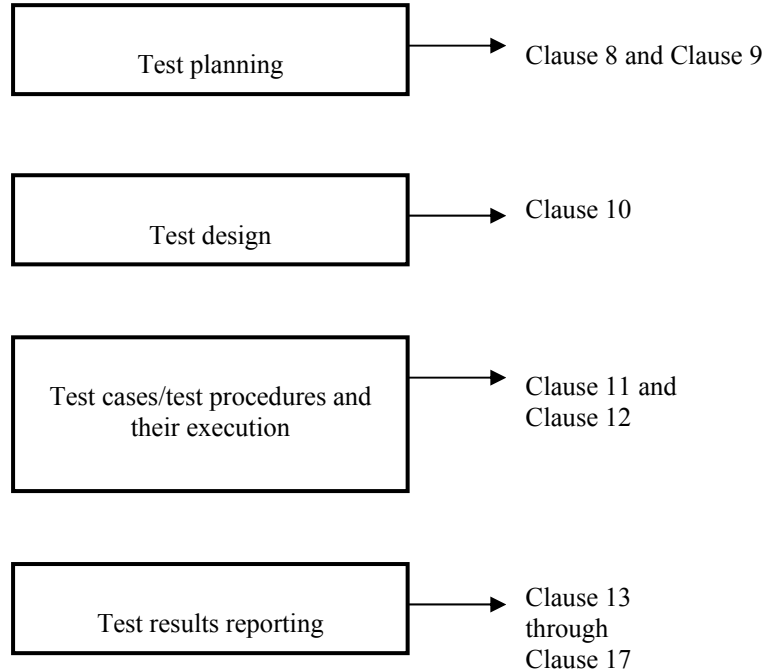 Test planning
Clause 8 and Clause 9
Test design
Clause 10
Test cases/test procedures and
their execution
Clause 11 and
Clause 12
Test results reporting
Clause 13
through
Clause 17